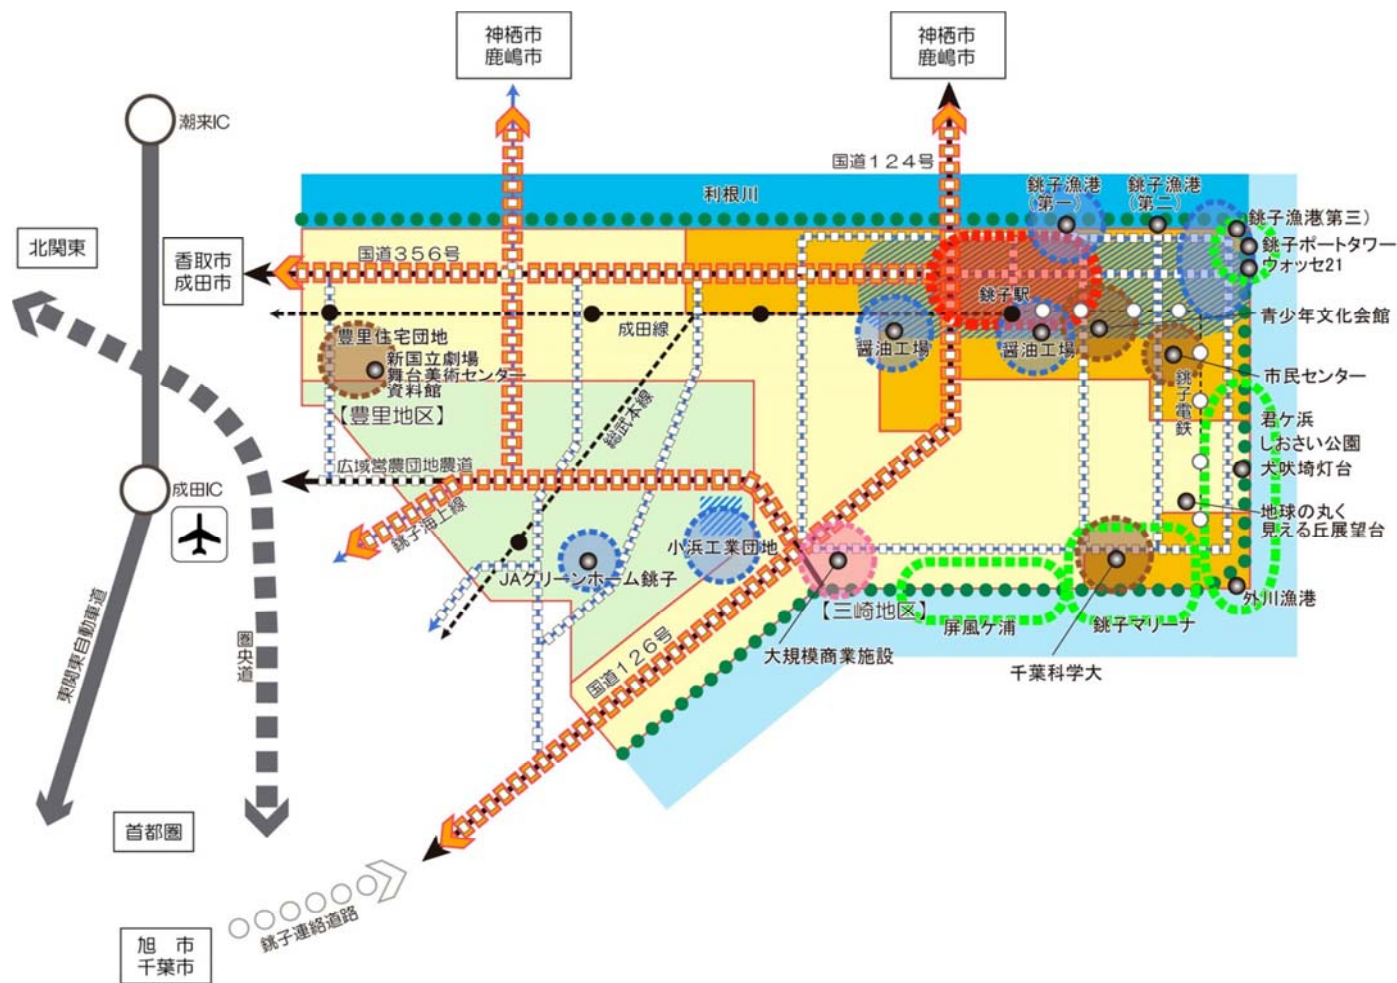 神栖市
鹿嶋市
神栖市
鹿嶋市
潮来IC
国道124号
利根川
銚子漁港
(第一)
銚子漁港
(第二)
銚子漁港(第三)
銚子ポートタワー
ウォッセ21
北関東
香取市
成田市
国道356号
銚子駅
成田線
青少年文化会館
豊里住宅団地
新国立劇場
舞台美術センター
資料館
醤油工場
醤油工場
市民センター
銚子電鉄
【豊里地区】
総武本線
君ケ浜
しおさい公園
犬吠埼灯台
広域営農団地農道
成田IC
銚子海上線
地球の丸く
見える丘展望台
小浜工業団地
JAグリーンホーム銚子
外川漁港
【三崎地区】
屏風ケ浦
銚子マリーナ
東関東自動車道
圏央道
国道126号
大規模商業施設
千葉科学大
首都圏
銚子連絡道路
旭 市
千葉市